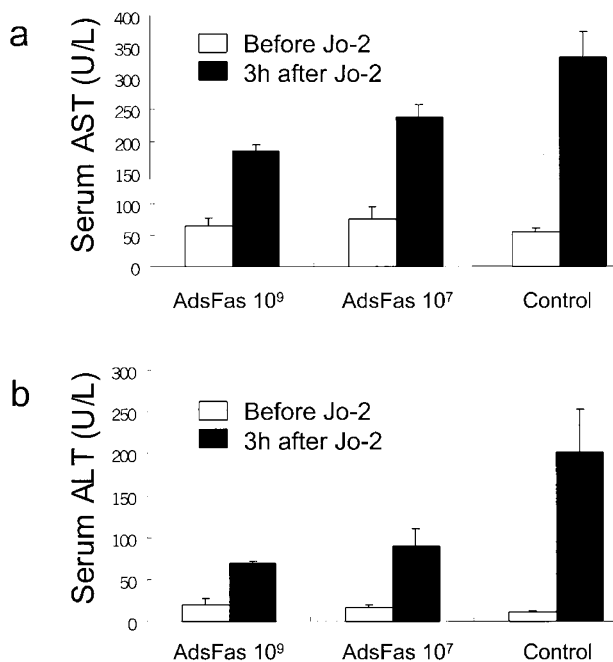 a
Serum AST (U/L)
400
350
300
250
200
150
100
50
0
Before Jo-2
3h after Jo-2
AdsFas 10⁹
AdsFas 10⁷
Control
b
Serum ALT (U/L)
300
250
200
150
100
50
0
Before Jo-2
3h after Jo-2
AdsFas 10⁹
AdsFas 10⁷
Control